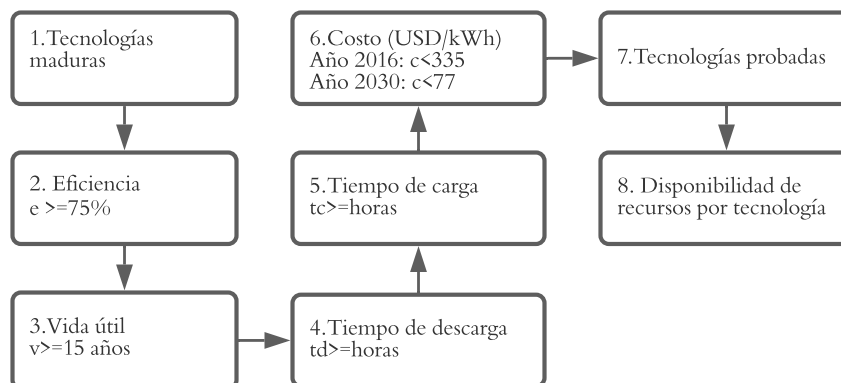 1.Tecnologías
maduras
2. Eficiencia
e >=75%
3.Vida útil
v>=15 años
4.Tiempo de descarga
td>=horas
5.Tiempo de carga
tc>=horas
6.Costo (USD/kWh)
Año 2016: c<335
Año 2030: c<77
7.Tecnologías probadas
8. Disponibilidad de
recursos por tecnología